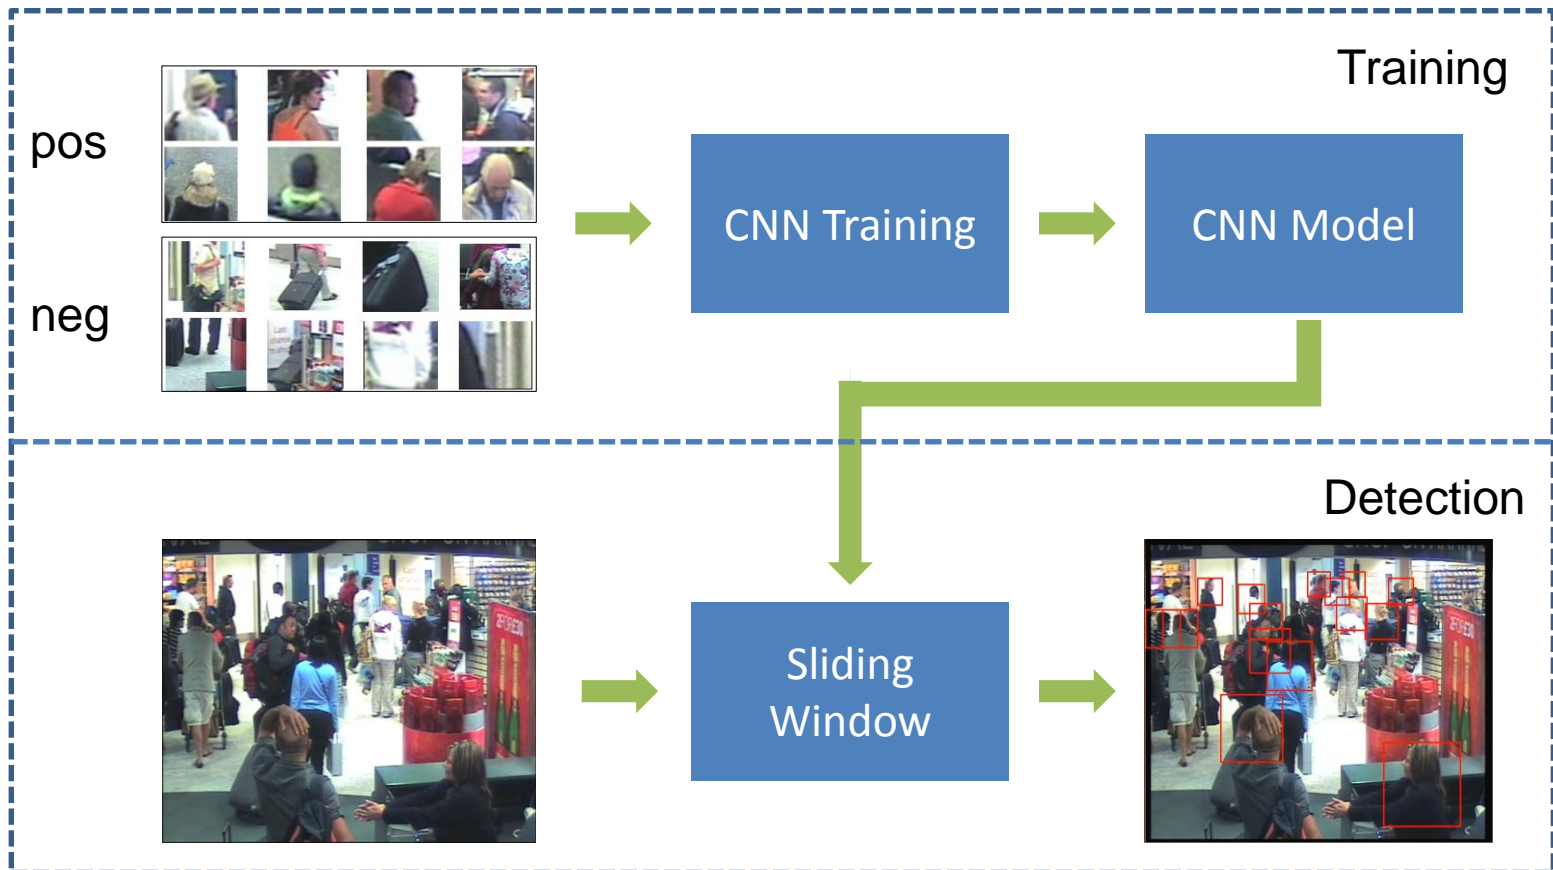 Training
pos
CNN Training
CNN Model
neg
Detection
Sliding
Window